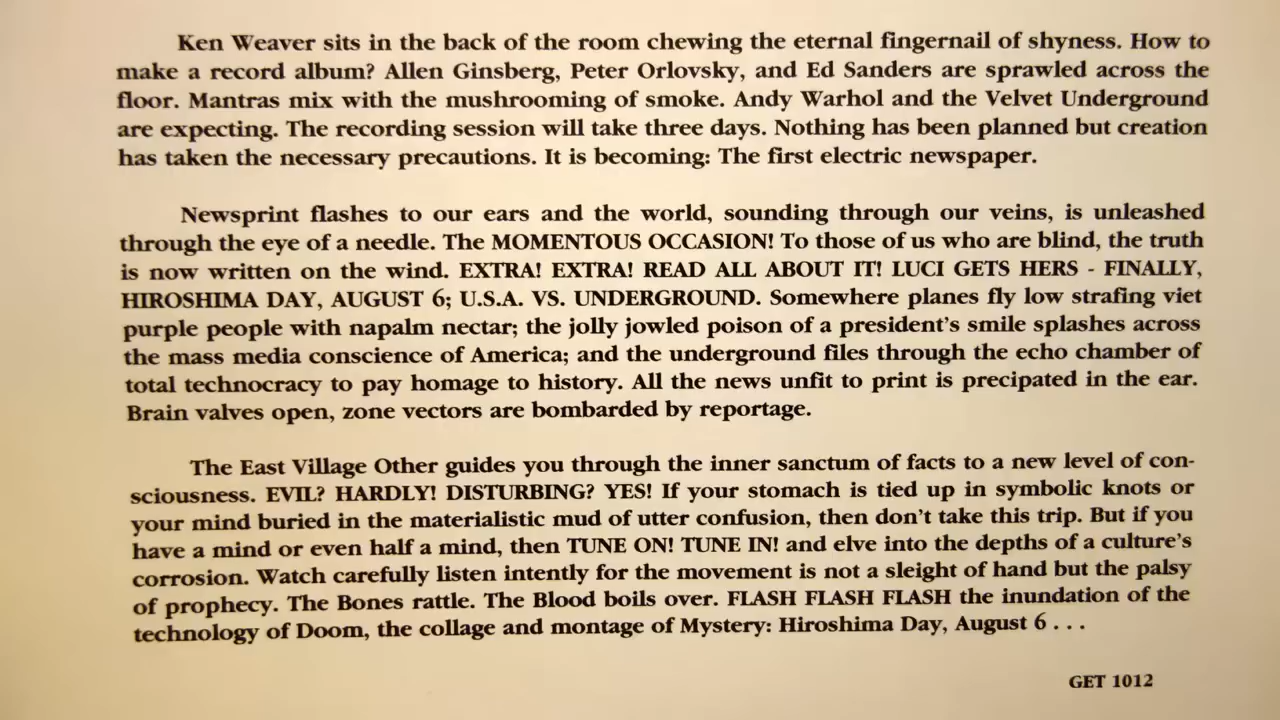 Ken Weaver sits in the back of the room chewing the eternal fingernail of shyness. How to
make a record album? Allen Ginsberg, Peter Orlovsky, and Ed Sanders are sprawled across the
floor. Mantras mix with the mushrooming of smoke. Andy Warhol and the Velvet Underground
are expecting. The recording session will take three days. Nothing has been planned but creation
has taken the necessary precautions. It is becoming: The first electric newspaper.
Newsprint flashes to our ears and the world, sounding through our veins, is unleashed
through the eye of a needle. The MOMENTOUS OCCASION! To those of us who are blind, the truth
is now written on the wind. EXTRA! EXTRA! READ ALL ABOUT IT! LUCI GETS HERS - FINALLY,
HIROSHIMA DAY, AUGUST 6; U.S.A. VS. UNDERGROUND. Somewhere planes fly low strafing viet
purple people with napalm nectar; the jolly jowled poison of a president's smile splashes across
the mass media conscience of America; and the underground files through the echo chamber of
total technocracy to pay homage to history. All the news unfit to print is precipated in the ear.
Brain valves open, zone vectors are bombarded by reportage.
The East Village Other guides you through the inner sanctum of facts to a new level of con-
sciousness. EVIL? HARDLY! DISTURBING? YES! If your stomach is tied up in symbolic knots or
your mind buried in the materialistic mud of utter confusion, then don't take this trip. But if you
have a mind or even half a mind, then TUNE ON! TUNE IN! and elve into the depths of a culture's
corrosion. Watch carefully listen intently for the movement is not a sleight of hand but the palsy
of prophecy. The Bones rattle. The Blood boils over. FLASH FLASH FLASH the inundation of the
technology of Doom, the collage and montage of Mystery: Hiroshima Day, August 6 . . .
GET 1012